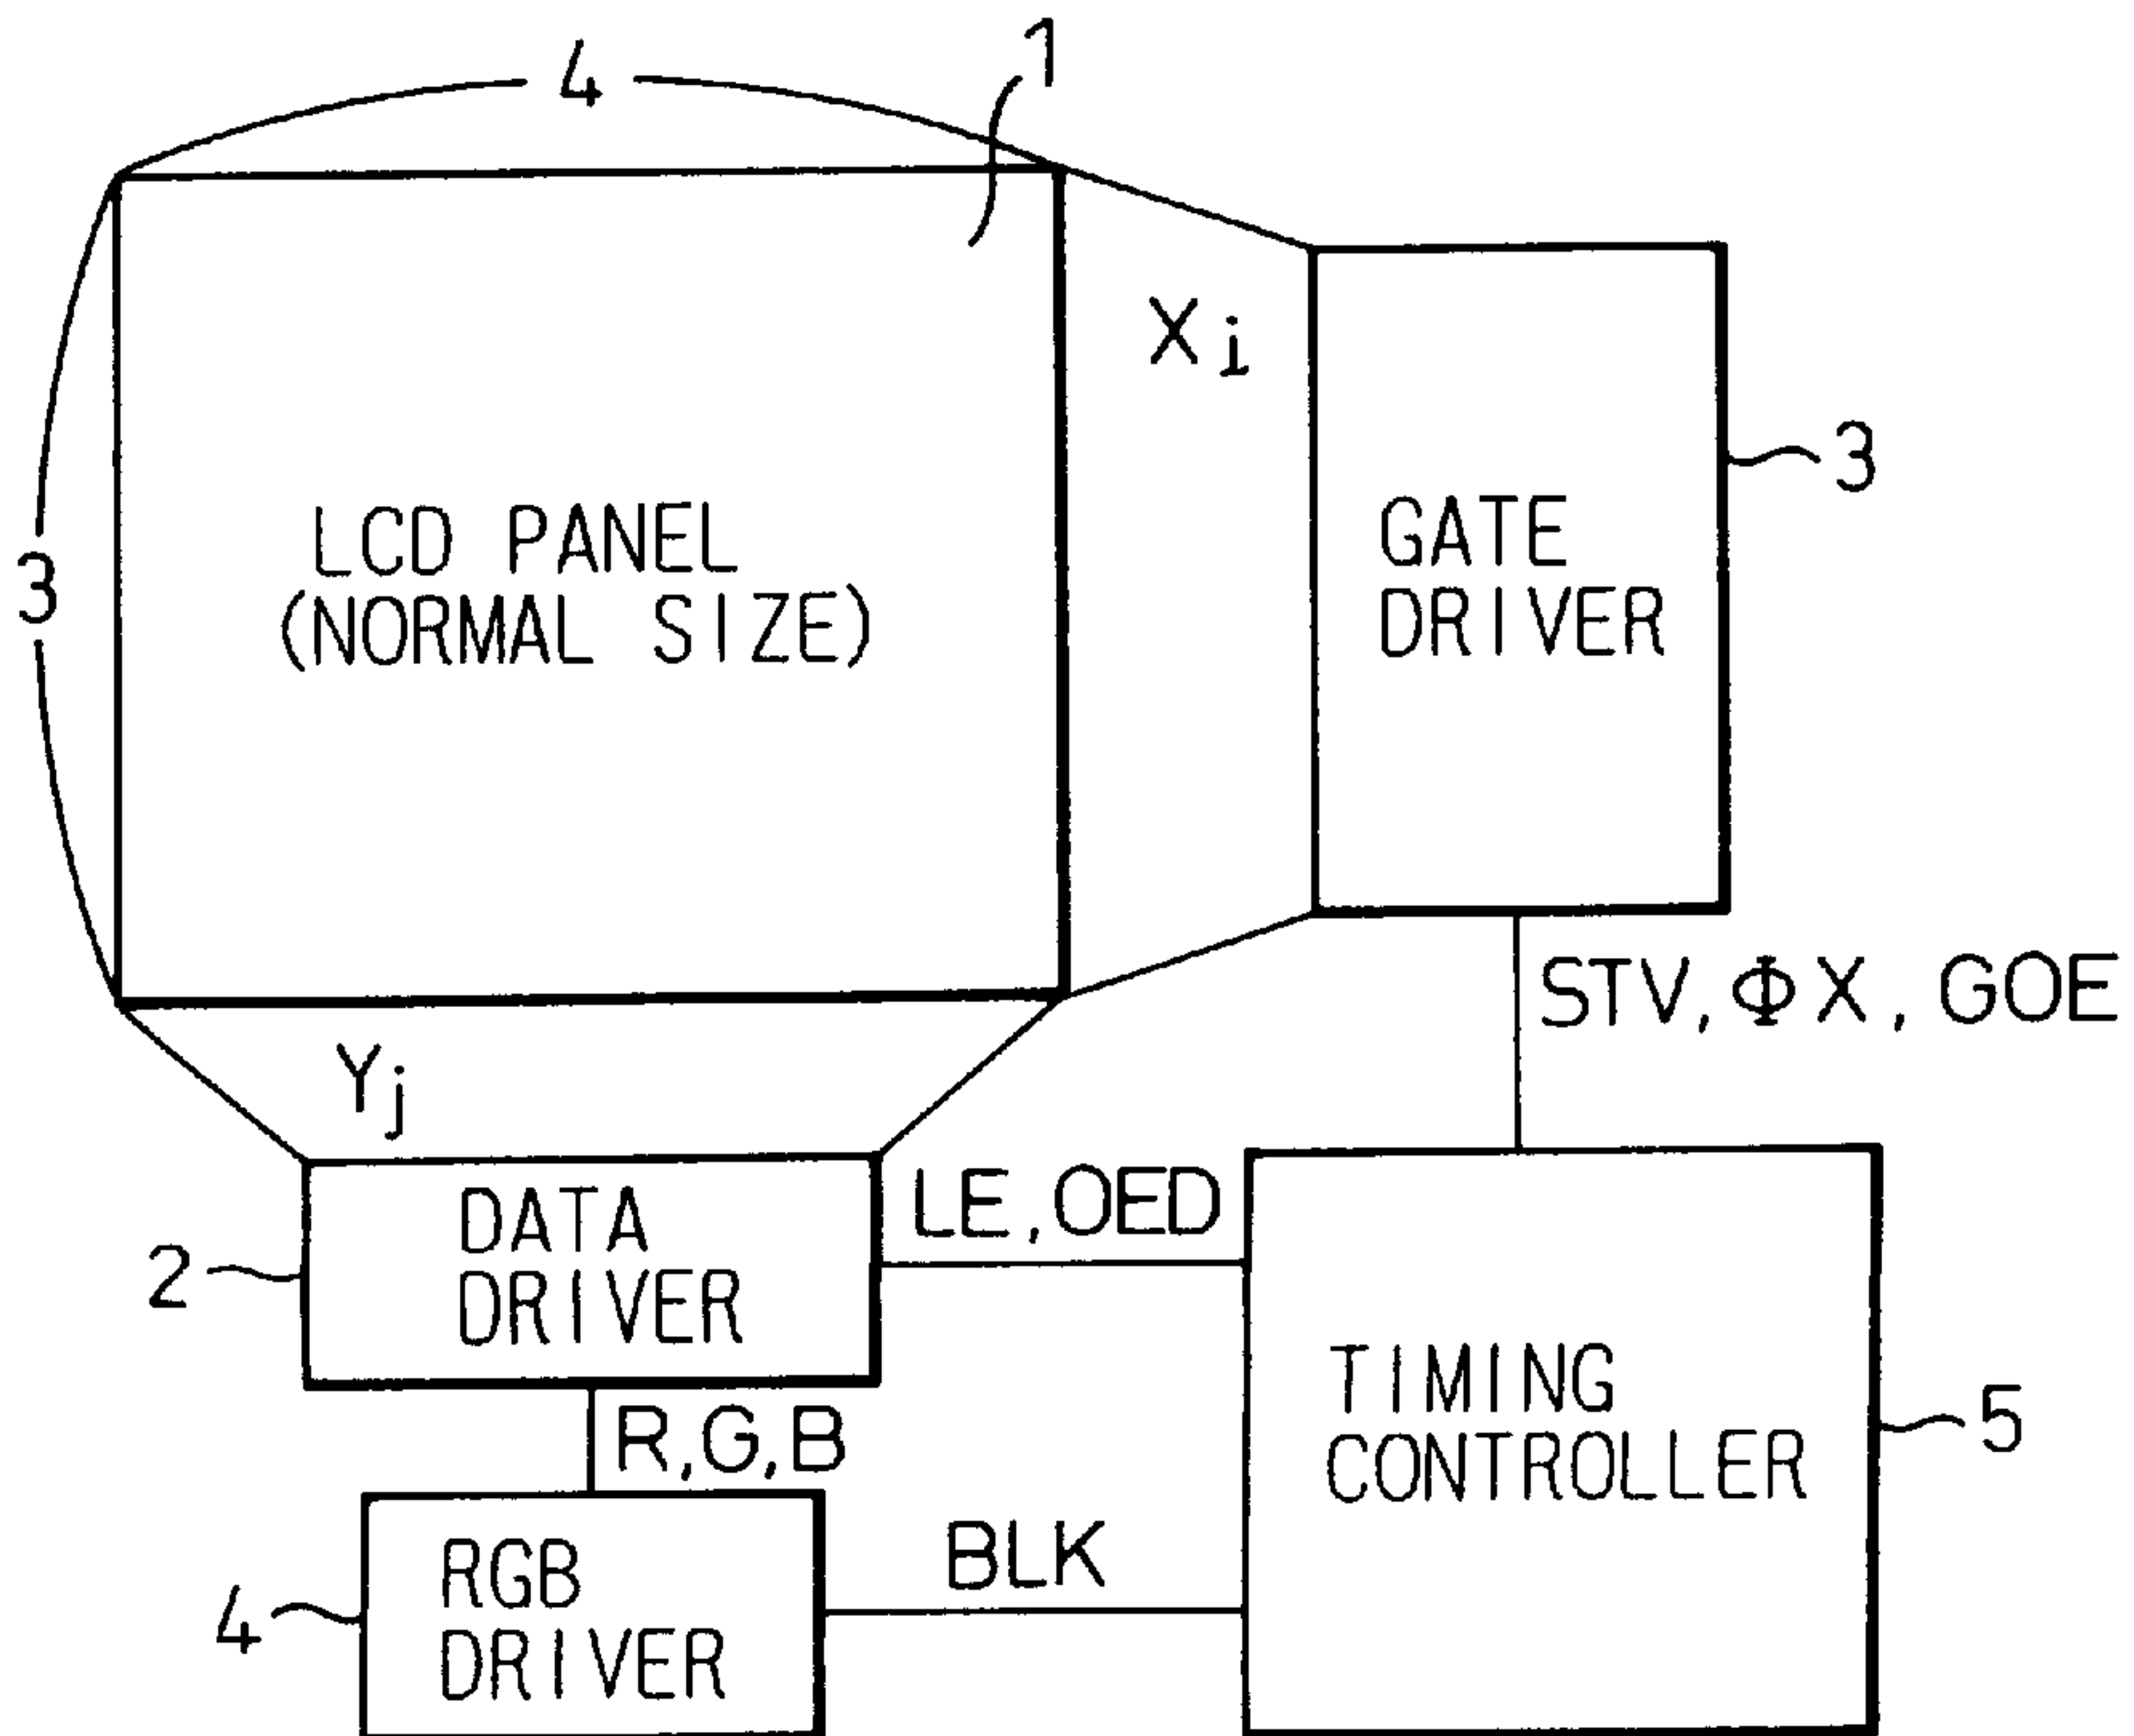 1
4
Xi
3
LCD PANEL
(NORMAL SIZE)
GATE
DRIVER
3
STV, ΦX, GOE
Yj
LE, OED
DATA
DRIVER
2
TIMING
CONTROLLER
5
R,G,B
BLK
RGB
DRIVER
4